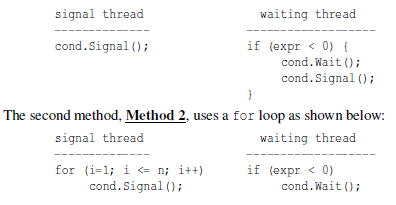 signal thread waiting thread
-------------- -------------------
cond.Signal(); if (expr < 0) {
cond.Wait();
cond.Signal();
}
The second method, Method 2, uses a for loop as shown below:
signal thread waiting thread
-------------- -------------------
for (i=1; i <= n; i++) if (expr < 0)
cond.Signal(); cond.Wait();